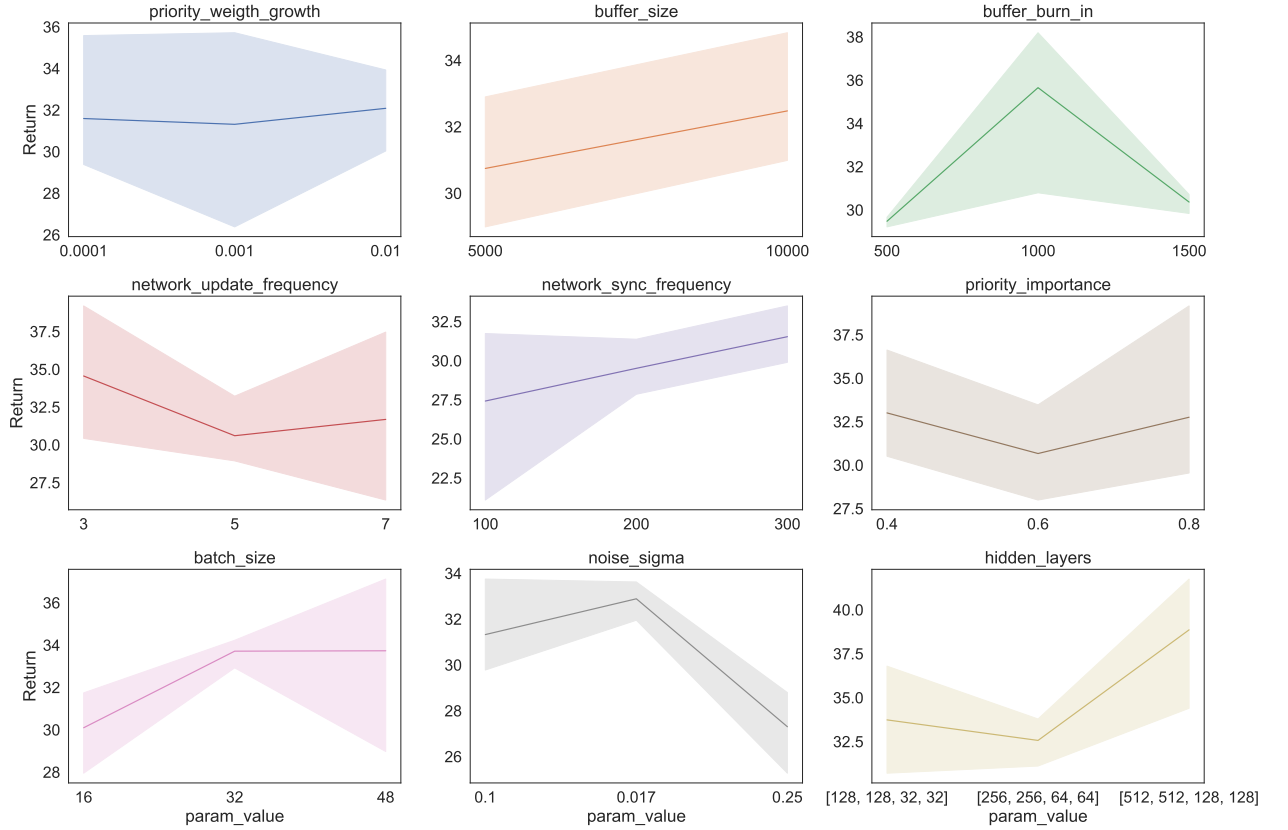 priority_weigth_growth
buffer_size
buffer_burn_in
36
34
32
30
28
26
Return
0.0001 0.001 0.01
34
32
30
5000 10000
38
36
34
32
30
500 1000 1500
network_update_frequency
network_sync_frequency
priority_importance
37.5
35.0
32.5
30.0
27.5
Return
3 5 7
32.5
30.0
27.5
25.0
22.5
100 200 300
37.5
35.0
32.5
30.0
27.5
0.4 0.6 0.8
batch_size
noise_sigma
hidden_layers
36
34
32
30
28
Return
16 32 48
param_value
34
32
30
28
26
0.1 0.017 0.25
param_value
40.0
37.5
35.0
32.5
[128, 128, 32, 32] [256, 256, 64, 64] [512, 512, 128, 128]
param_value